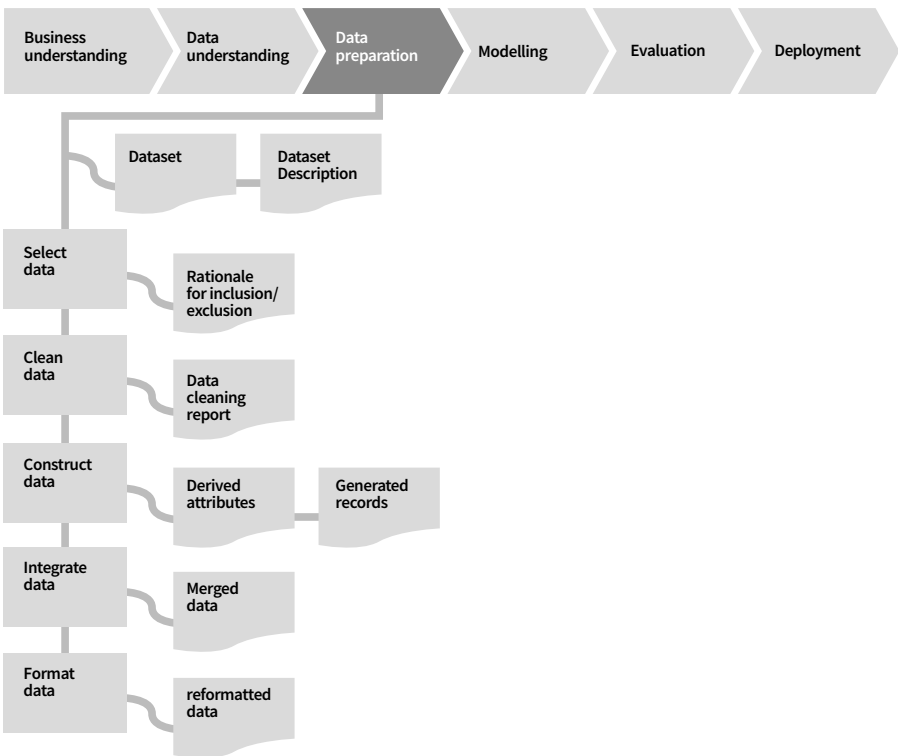 Business
understanding
Data
understanding
Data
preparation
Modelling
Evaluation
Deployment
Dataset
Dataset
Description
Select
data
Rationale
for inclusion/
exclusion
Clean
data
Data
cleaning
report
Construct
data
Derived
attributes
Generated
records
Integrate
data
Merged
data
Format
data
reformatted
data